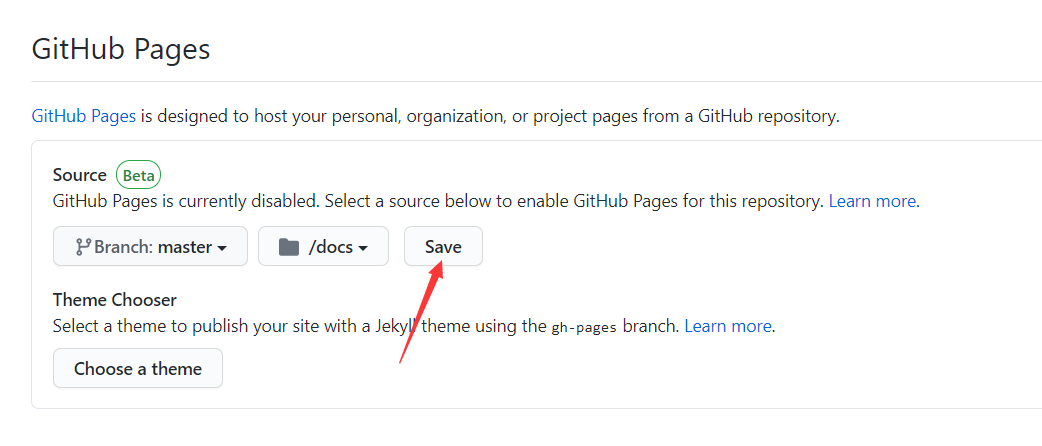 GitHub Pages
GitHub Pages is designed to host your personal, organization, or project pages from a GitHub repository.
Source Beta
GitHub Pages is currently disabled. Select a source below to enable GitHub Pages for this repository. Learn more.
Branch: master /docs Save
Theme Chooser
Select a theme to publish your site with a Jekyll theme using the gh-pages branch. Learn more.
Choose a theme